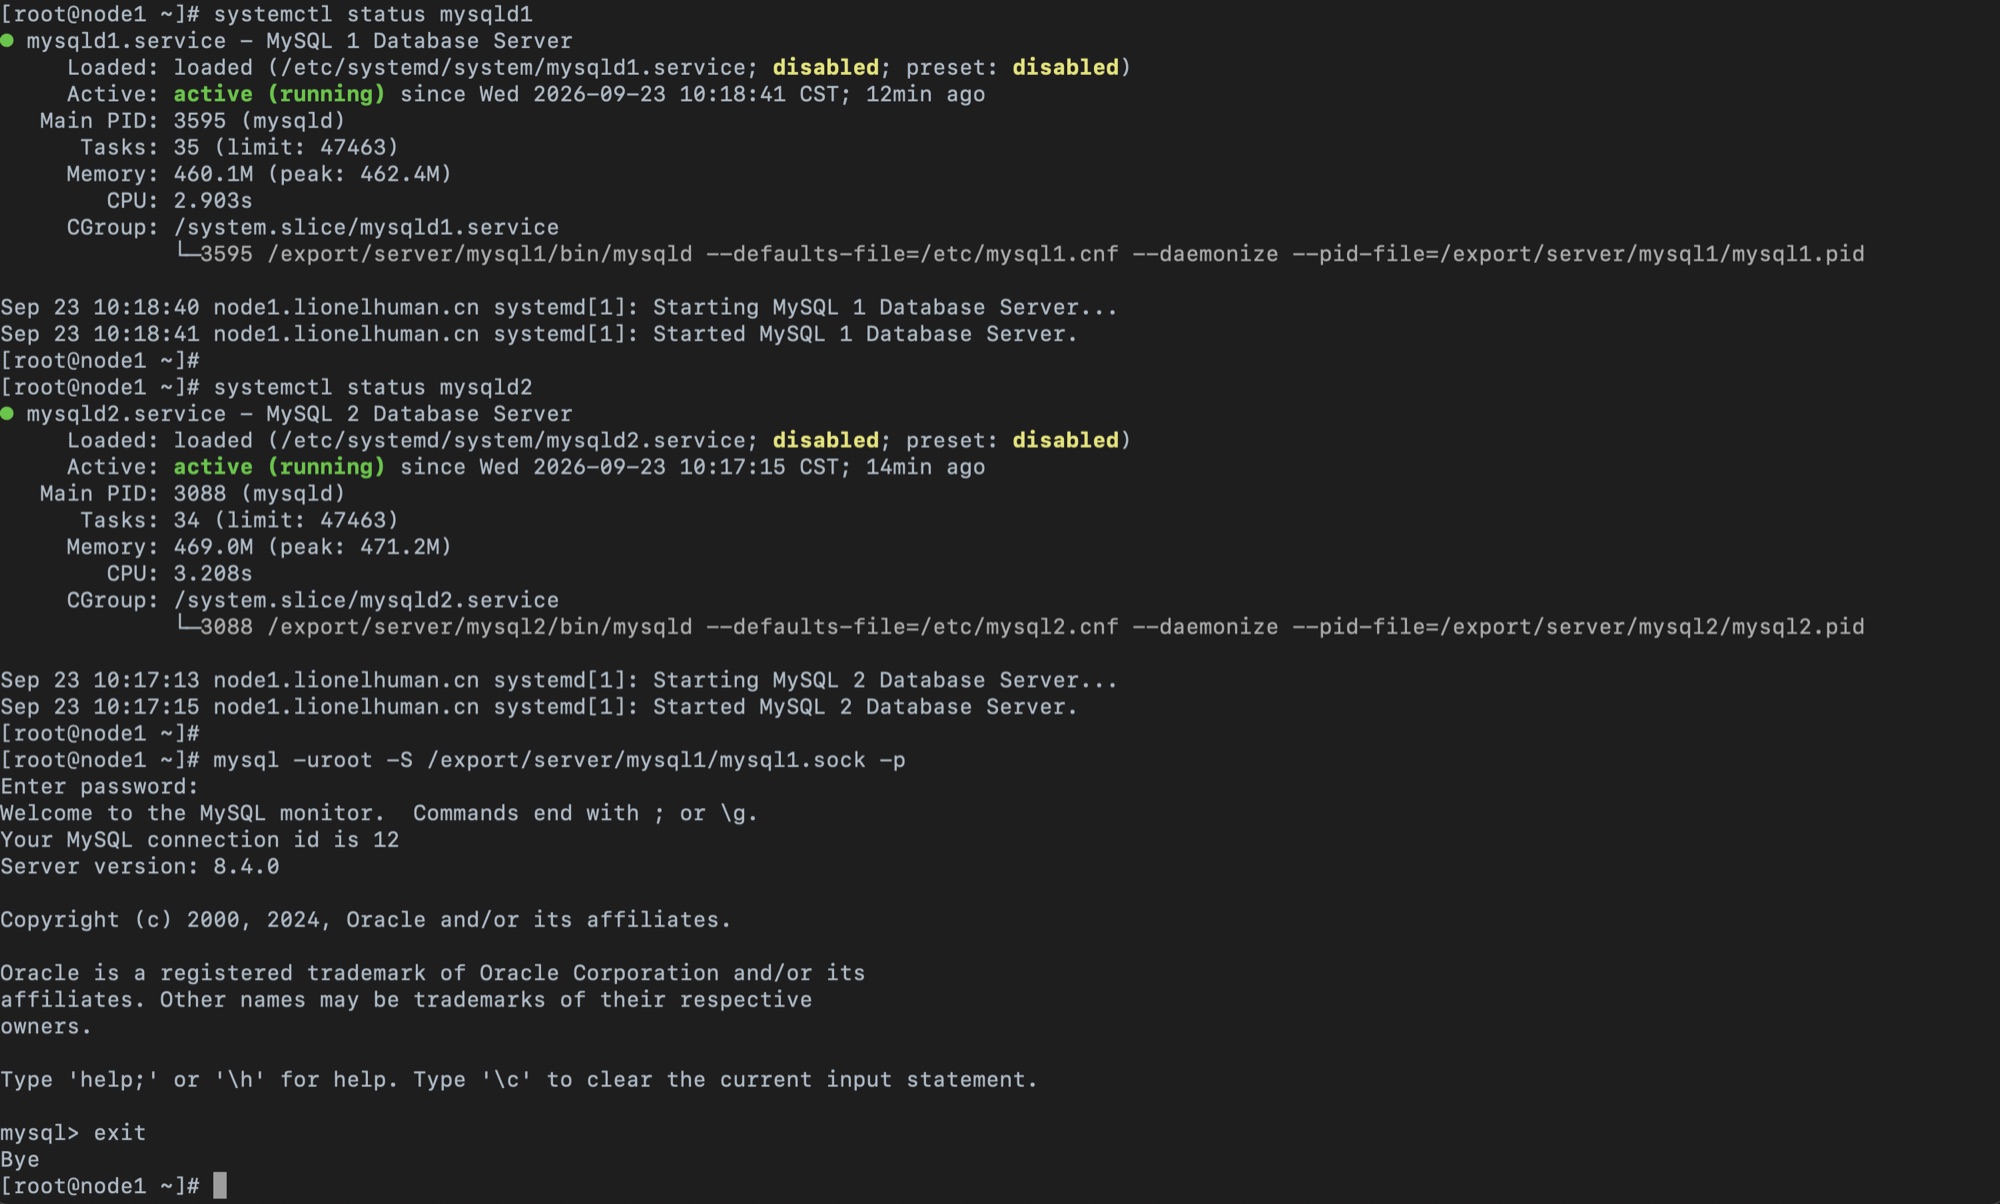 [root@node1 ~]# systemctl status mysqld1
● mysqld1.service – MySQL 1 Database Server
     Loaded: loaded (/etc/systemd/system/mysqld1.service; disabled; preset: disabled)
     Active: active (running) since Wed 2026-09-23 10:18:41 CST; 12min ago
   Main PID: 3595 (mysqld)
      Tasks: 35 (limit: 47463)
     Memory: 460.1M (peak: 462.4M)
        CPU: 2.903s
     CGroup: /system.slice/mysqld1.service
             └─3595 /export/server/mysql1/bin/mysqld --defaults-file=/etc/mysql1.cnf --daemonize --pid-file=/export/server/mysql1/mysql1.pid
Sep 23 10:18:40 node1.lionelhuman.cn systemd[1]: Starting MySQL 1 Database Server...
Sep 23 10:18:41 node1.lionelhuman.cn systemd[1]: Started MySQL 1 Database Server.
[root@node1 ~]#
[root@node1 ~]# systemctl status mysqld2
● mysqld2.service – MySQL 2 Database Server
     Loaded: loaded (/etc/systemd/system/mysqld2.service; disabled; preset: disabled)
     Active: active (running) since Wed 2026-09-23 10:17:15 CST; 14min ago
   Main PID: 3088 (mysqld)
      Tasks: 34 (limit: 47463)
     Memory: 469.0M (peak: 471.2M)
        CPU: 3.208s
     CGroup: /system.slice/mysqld2.service
             └─3088 /export/server/mysql2/bin/mysqld --defaults-file=/etc/mysql2.cnf --daemonize --pid-file=/export/server/mysql2/mysql2.pid
Sep 23 10:17:13 node1.lionelhuman.cn systemd[1]: Starting MySQL 2 Database Server...
Sep 23 10:17:15 node1.lionelhuman.cn systemd[1]: Started MySQL 2 Database Server.
[root@node1 ~]#
[root@node1 ~]# mysql -uroot -S /export/server/mysql1/mysql1.sock -p
Enter password:
Welcome to the MySQL monitor.  Commands end with ; or \g.
Your MySQL connection id is 12
Server version: 8.4.0
Copyright (c) 2000, 2024, Oracle and/or its affiliates.
Oracle is a registered trademark of Oracle Corporation and/or its
affiliates. Other names may be trademarks of their respective
owners.
Type 'help;' or '\h' for help. Type '\c' to clear the current input statement.
mysql> exit
Bye
[root@node1 ~]#